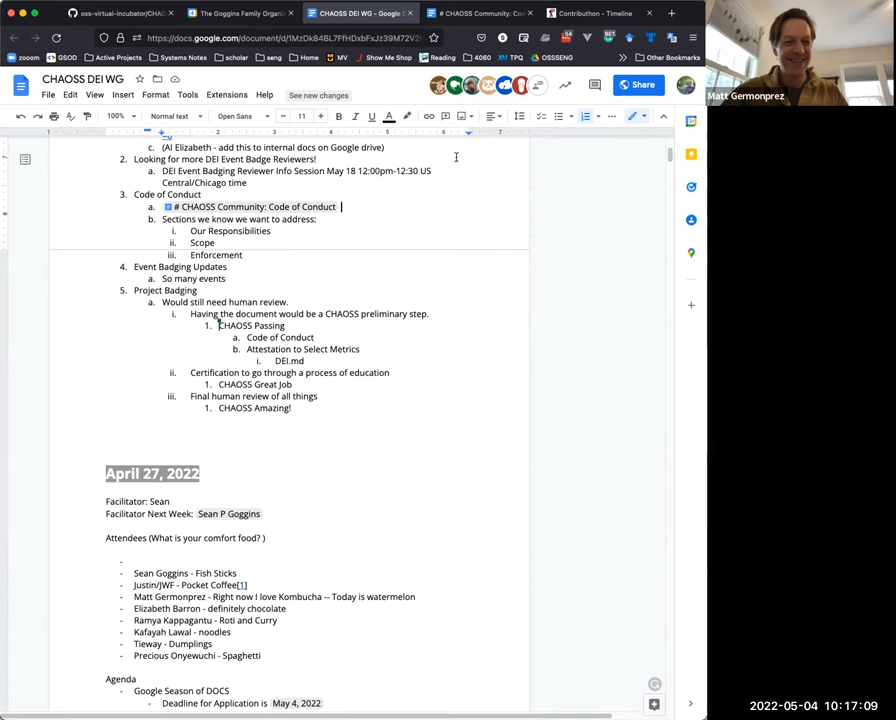 oss-virtual-incubator/CHAO
The Goggins Family Organi
CHAOSS DEI WG - Google
# CHAOSS Community: Co
Contributhon - Timeline
https://docs.google.com/document/d/1MzDk84BL7FfHDxbFxJz39M72V2
zooom
GSOD
Active Projects
Systems Notes
scholar
seng
Home
MV
Show Me Shop
Reading
4060
XM
TPQ
OSSSENG
Other Bookmarks
CHAOSS DEI WG
File Edit View Insert Format Tools Extensions Help
See new changes
Share
100%
Normal text
Open Sans
11
Matt Germonprez
c. (AI Elizabeth - add this to internal docs on Google drive)
2. Looking for more DEI Event Badge Reviewers!
a. DEI Event Badging Reviewer Info Session May 18 12:00pm-12:30 US
Central/Chicago time
3. Code of Conduct
a. # CHAOSS Community: Code of Conduct
b. Sections we know we want to address:
i. Our Responsibilities
ii. Scope
iii. Enforcement
4. Event Badging Updates
a. So many events
5. Project Badging
a. Would still need human review.
i. Having the document would be a CHAOSS preliminary step.
1. CHAOSS Passing
a. Code of Conduct
b. Attestation to Select Metrics
i. DEI.md
ii. Certification to go through a process of education
1. CHAOSS Great Job
iii. Final human review of all things
1. CHAOSS Amazing!
April 27, 2022
Facilitator: Sean
Facilitator Next Week: Sean P Goggins
Attendees (What is your comfort food? )
-
- Sean Goggins - Fish Sticks
- Justin/JWF - Pocket Coffee[1]
- Matt Germonprez - Right now I love Kombucha -- Today is watermelon
- Elizabeth Barron - definitely chocolate
- Ramya Kappagantu - Roti and Curry
- Kafayah Lawal - noodles
- Tieway - Dumplings
- Precious Onyewuchi - Spaghetti
Agenda
- Google Season of DOCS
- Deadline for Application is May 4, 2022
2022-05-04 10:17:09